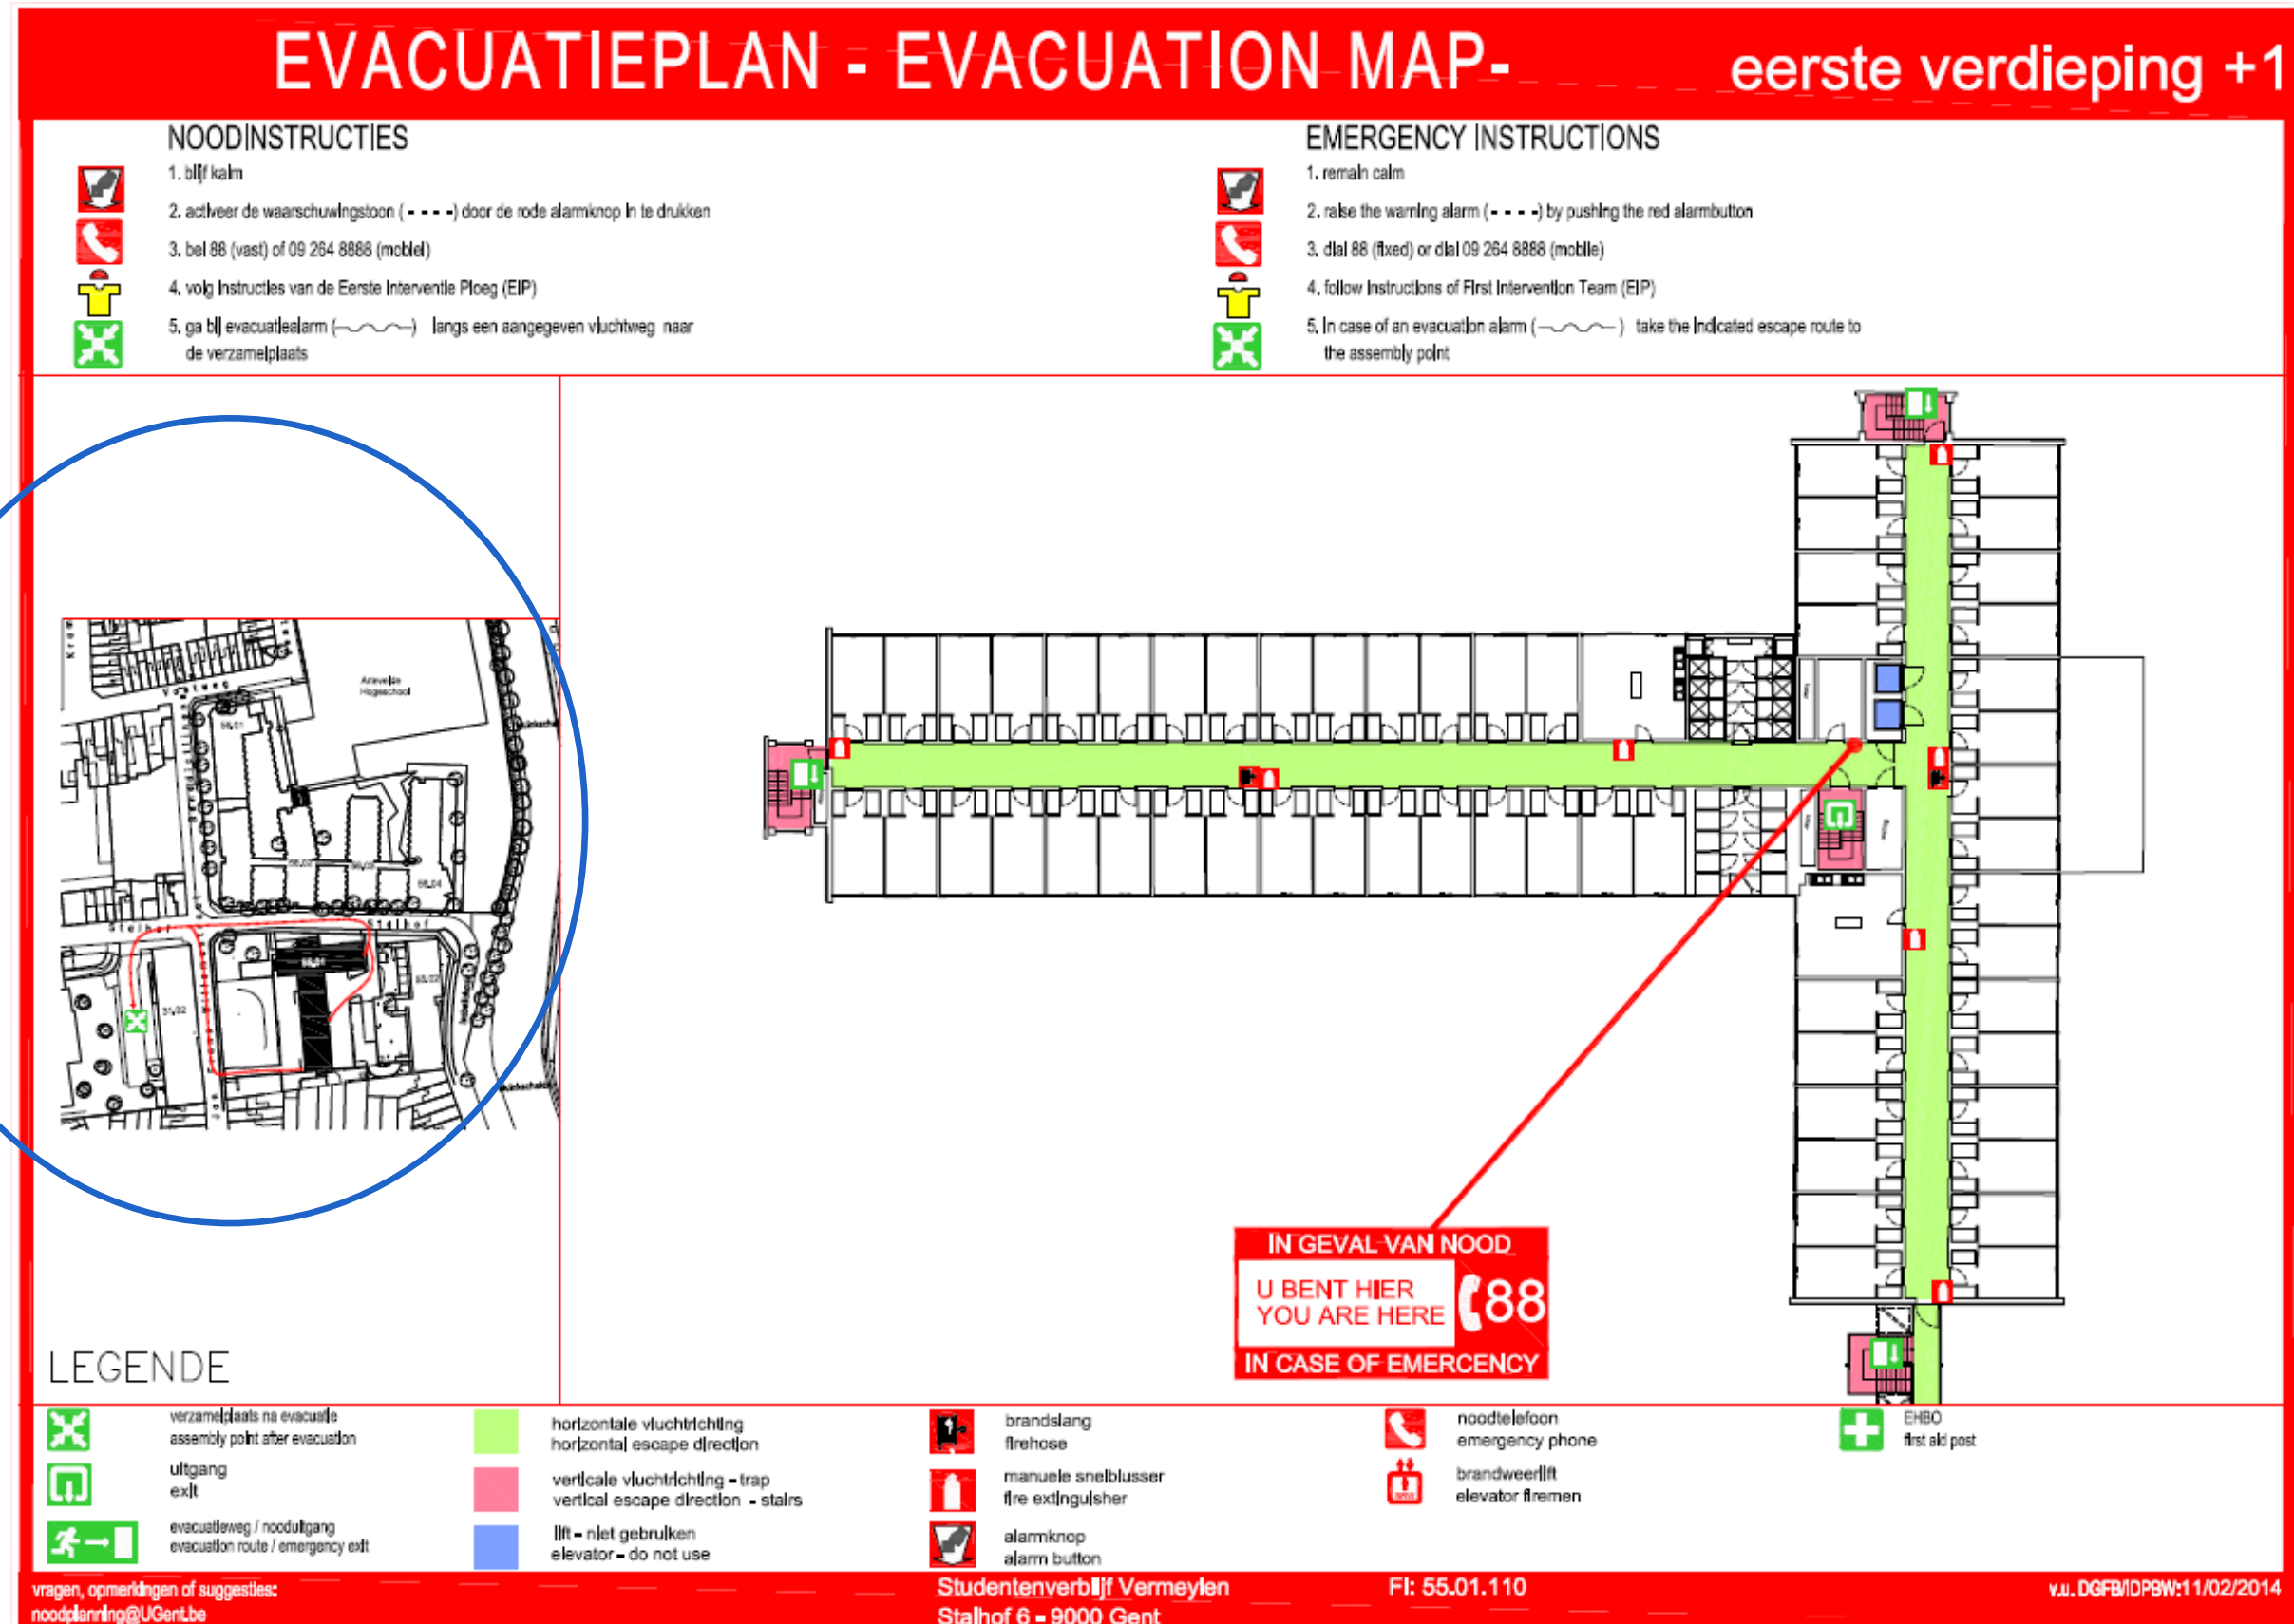 EVACUATIEPLAN - EVACUATION MAP-
eerste verdieping +1
NOODINSTRUCTIES
1. blijf kalm
2. activeer de waarschuwingstoon (- - - -) door de rode alarmknop in te drukken
3. bel 88 (vast) of 09 264 8888 (mobiel)
4. volg instructies van de Eerste Interventie Ploeg (EIP)
5. ga bij evacuatiealarm ( ) langs een aangegeven vluchtweg naar
de verzamelplaats
EMERGENCY INSTRUCTIONS
1. remain calm
2. raise the warning alarm (- - - -) by pushing the red alarmbutton
3. dial 88 (fixed) or dial 09 264 8888 (mobile)
4. follow instructions of First Intervention Team (EIP)
5. in case of an evacuation alarm ( ) take the indicated escape route to
the assembly point
Voetweg
Artevelde
Hogeschool
Stalhof
Stalhof
31.02
IN GEVAL VAN NOOD
U BENT HIER
YOU ARE HERE
88
IN CASE OF EMERCENCY
LEGENDE
verzamelplaats na evacuatie
assembly point after evacuation
uitgang
exit
evacuatieweg / nooduitgang
evacuation route / emergency exit
horizontale vluchtrichting
horizontal escape direction
verticale vluchtrichting - trap
vertical escape direction - stairs
lift - niet gebruiken
elevator - do not use
brandslang
firehose
manuele snelblusser
fire extinguisher
alarmknop
alarm button
noodtelefoon
emergency phone
brandweerlift
elevator firemen
EHBO
first aid post
vragen, opmerkingen of suggesties:
noodplanning@UGent.be
Studentenverblijf Vermeylen
Stalhof 6 - 9000 Gent
FI: 55.01.110
v.u. DGFB/IDPBW:11/02/2014